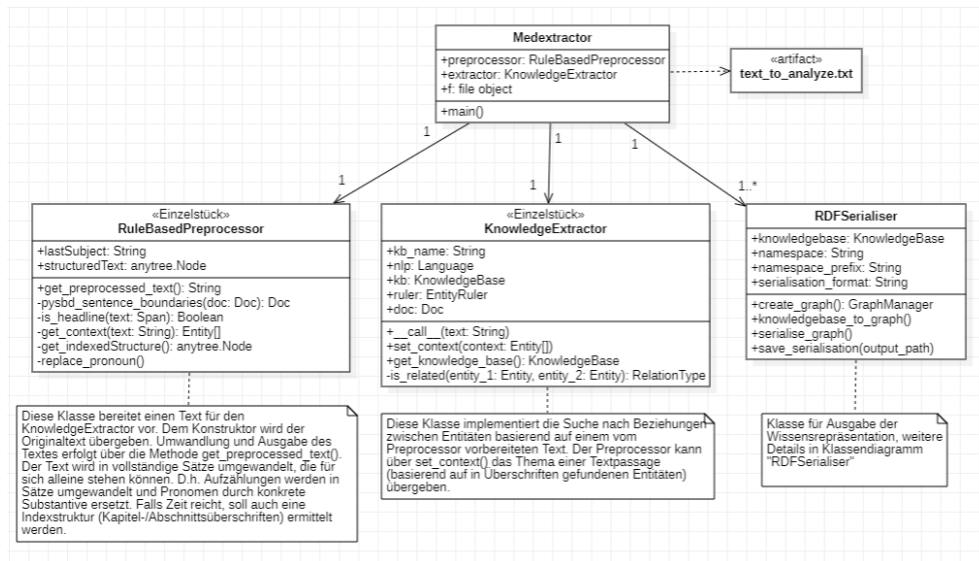 Medextractor
+preprocessor: RuleBasedPreprocessor
+extractor: KnowledgeExtractor
+f: file object
+main()
«artifact»
text_to_analyze.txt
1
1
1
1
1
1..*
«Einzelstück»
RuleBasedPreprocessor
+lastSubject: String
+structuredText: anytree.Node
+get_preprocessed_text(): String
-pysbd_sentence_boundaries(doc: Doc): Doc
-is_headline(text: Span): Boolean
-get_context(text: String): Entity[]
-get_indexedStructure(): anytree.Node
-replace_pronoun()
«Einzelstück»
KnowledgeExtractor
+kb_name: String
+nlp: Language
+kb: KnowledgeBase
+ruler: EntityRuler
+doc: Doc
+__call__(text: String)
+set_context(context: Entity[])
+get_knowledge_base(): KnowledgeBase
-is_related(entity_1: Entity, entity_2: Entity): RelationType
RDFSerialiser
+knowledgebase: KnowledgeBase
+namespace: String
+namespace_prefix: String
+serialisation_format: String
+create_graph(): GraphManager
+knowledgebase_to_graph()
+serialise_graph()
+save_serialisation(output_path)
Diese Klasse bereitet einen Text für den
KnowledgeExtractor vor. Dem Konstruktor wird der
Originaltext übergeben. Umwandlung und Ausgabe des
Textes erfolgt über die Methode get_preprocessed_text().
Der Text wird in vollständige Sätze umgewandelt, die für
sich alleine stehen können. D.h. Aufzählungen werden in
Sätze umgewandelt und Pronomen durch konkrete
Substantive ersetzt. Falls Zeit reicht, soll auch eine
Indexstruktur (Kapitel-/Abschnittsüberschriften) ermittelt
werden.
Diese Klasse implementiert die Suche nach Beziehungen
zwischen Entitäten basierend auf einem vom
Preprocessor vorbereiteten Text. Der Preprocessor kann
über set_context() das Thema einer Textpassage
(basierend auf in Überschriften gefundenen Entitäten)
übergeben.
Klasse für Ausgabe der
Wissensrepräsentation, weitere
Details in Klassendiagramm
"RDFSerialiser"